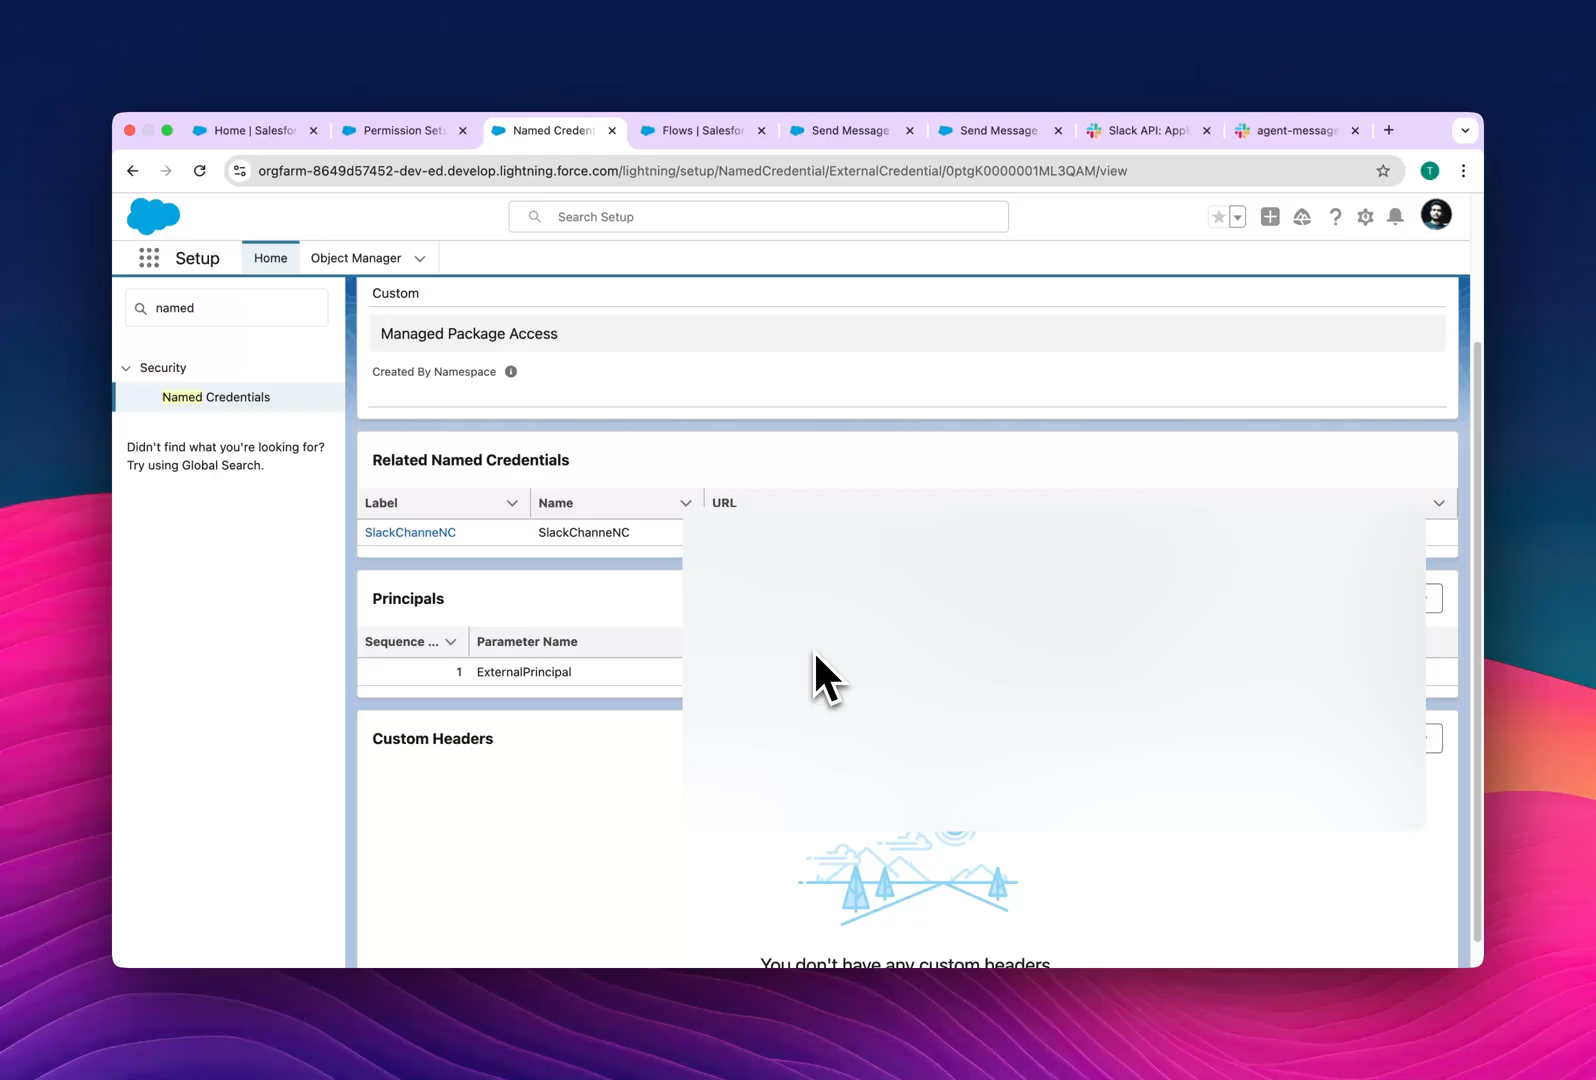 Home | Salesfo
Permission Sets
Named Creden
Flows | Salesfo
Send Message
Send Message
Slack API: Appl
agent-message
orgfarm-8649d57452-dev-ed.develop.lightning.force.com/lightning/setup/NamedCredential/ExternalCredential/0ptgK0000001ML3QAM/view
T
Search Setup
Setup
Home
Object Manager
named
Security
Named Credentials
Didn't find what you're looking for?
Try using Global Search.
Custom
Managed Package Access
Created By Namespace
Related Named Credentials
Label
Name
URL
SlackChanneNC
SlackChanneNC
Principals
Sequence ...
Parameter Name
1
ExternalPrincipal
Custom Headers
You don't have any custom headers